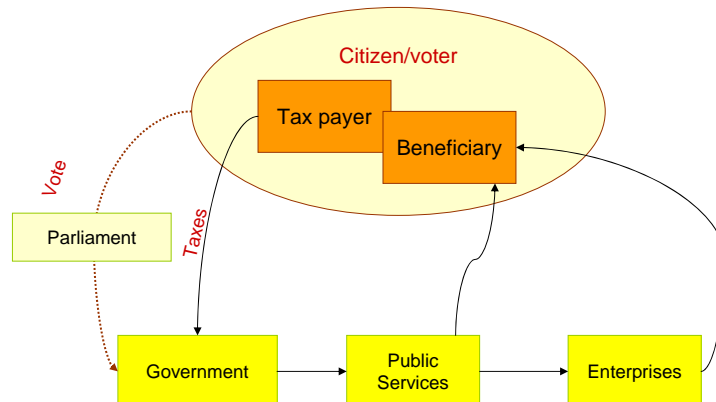 Citizen/voter
Tax payer
Beneficiary
Vote
Taxes
Parliament
Government
Public
Services
Enterprises